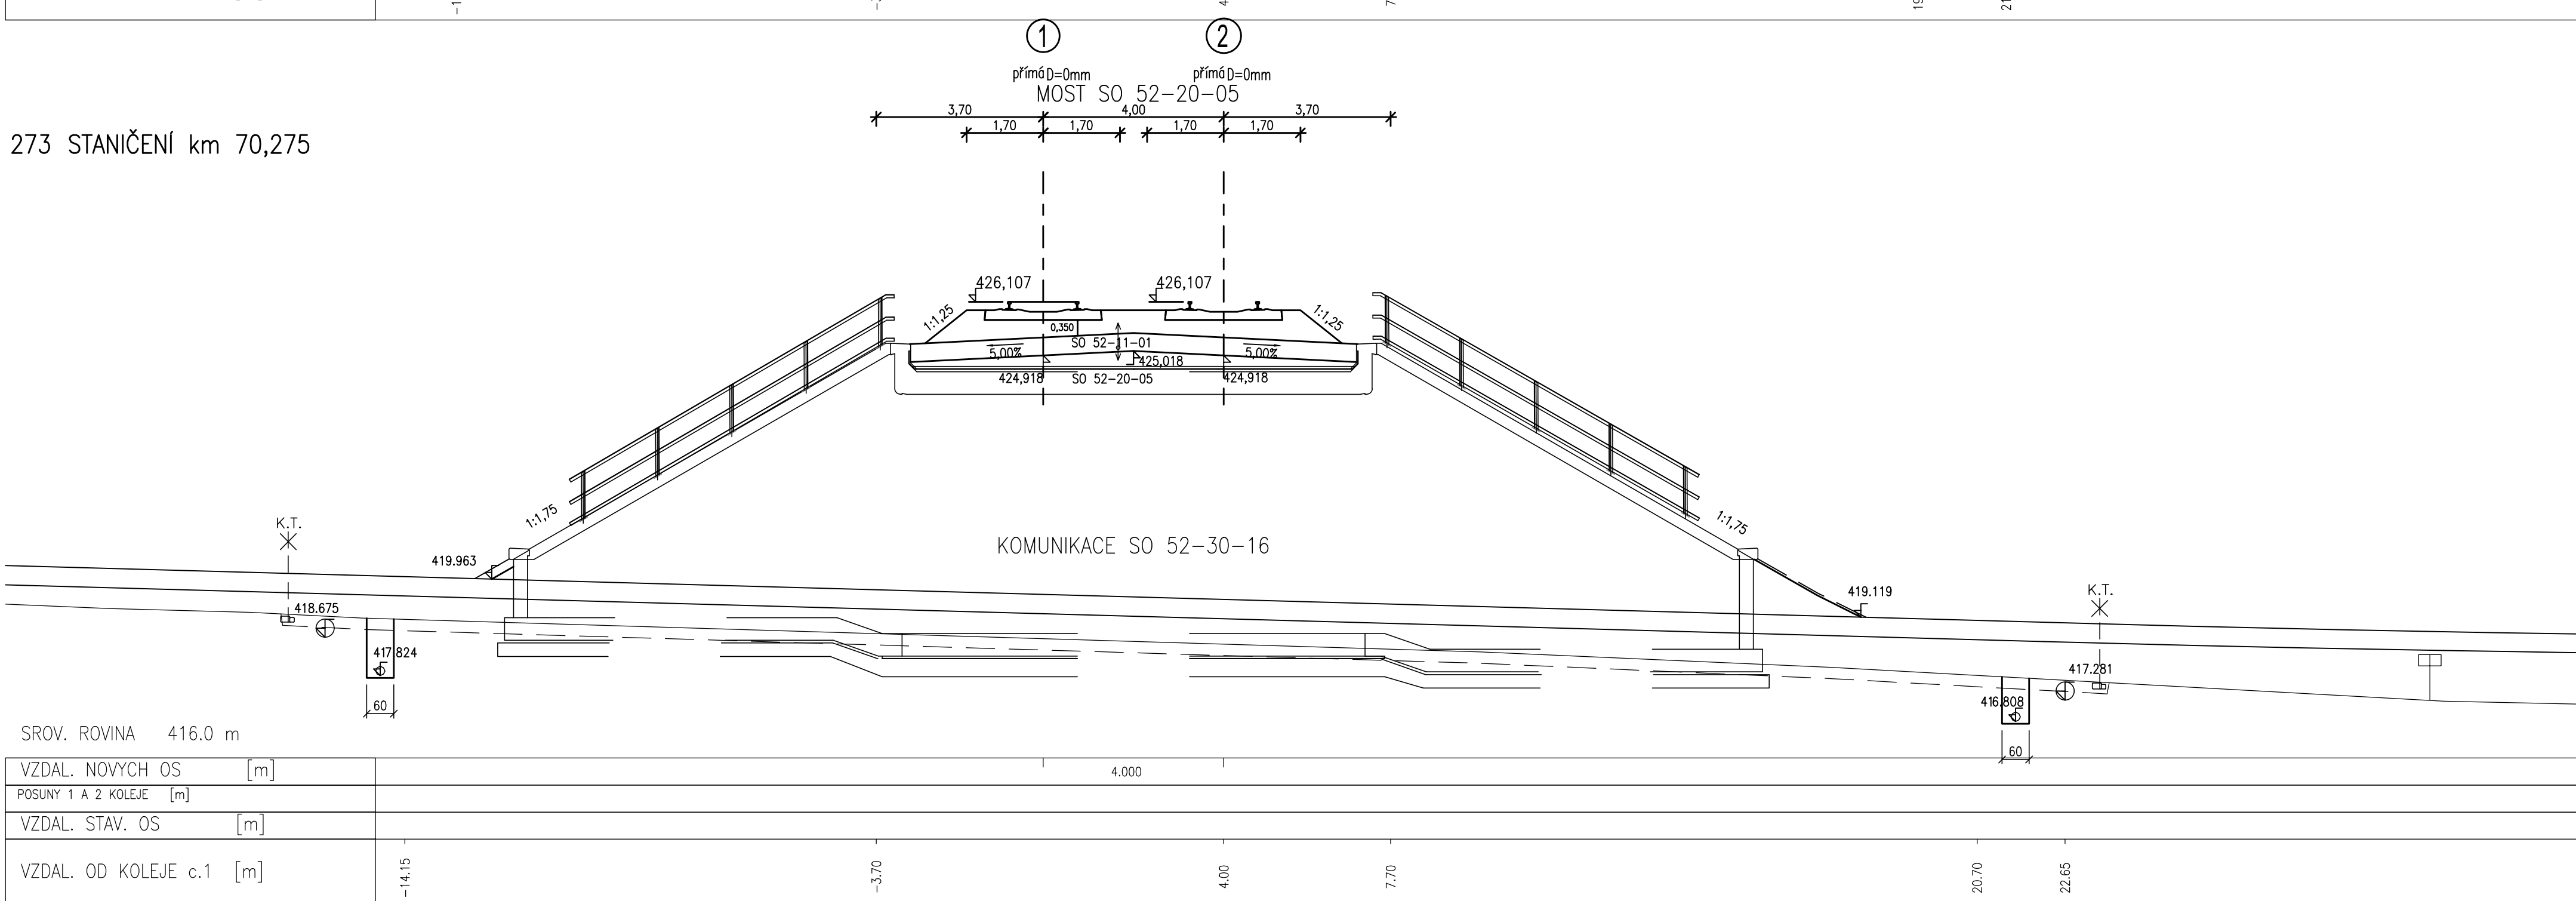 1 2
přímá D=0mm přímá D=0mm
MOST SO 52-20-05
3,70 4,00 3,70
1,70 1,70 1,70 1,70
273 STANIČENÍ km 70,275
426,107 426,107
1:1,25 1:1,25
0,350
SO 52-11-01
5,00% 5,00%
425,018
424,918 SO 52-20-05 424,918
1:1,75 1:1,75
K.T.
KOMUNIKACE SO 52-30-16
419.963
419.119
K.T.
418.675
417.824
417.281
416.808
60
60
SROV. ROVINA 416.0 m
VZDAL. NOVYCH OS [m] 4.000
POSUNY 1 A 2 KOLEJE [m]
VZDAL. STAV. OS [m]
VZDAL. OD KOLEJE c.1 [m] -14.15 -3.70 4.00 7.70 20.70 22.65